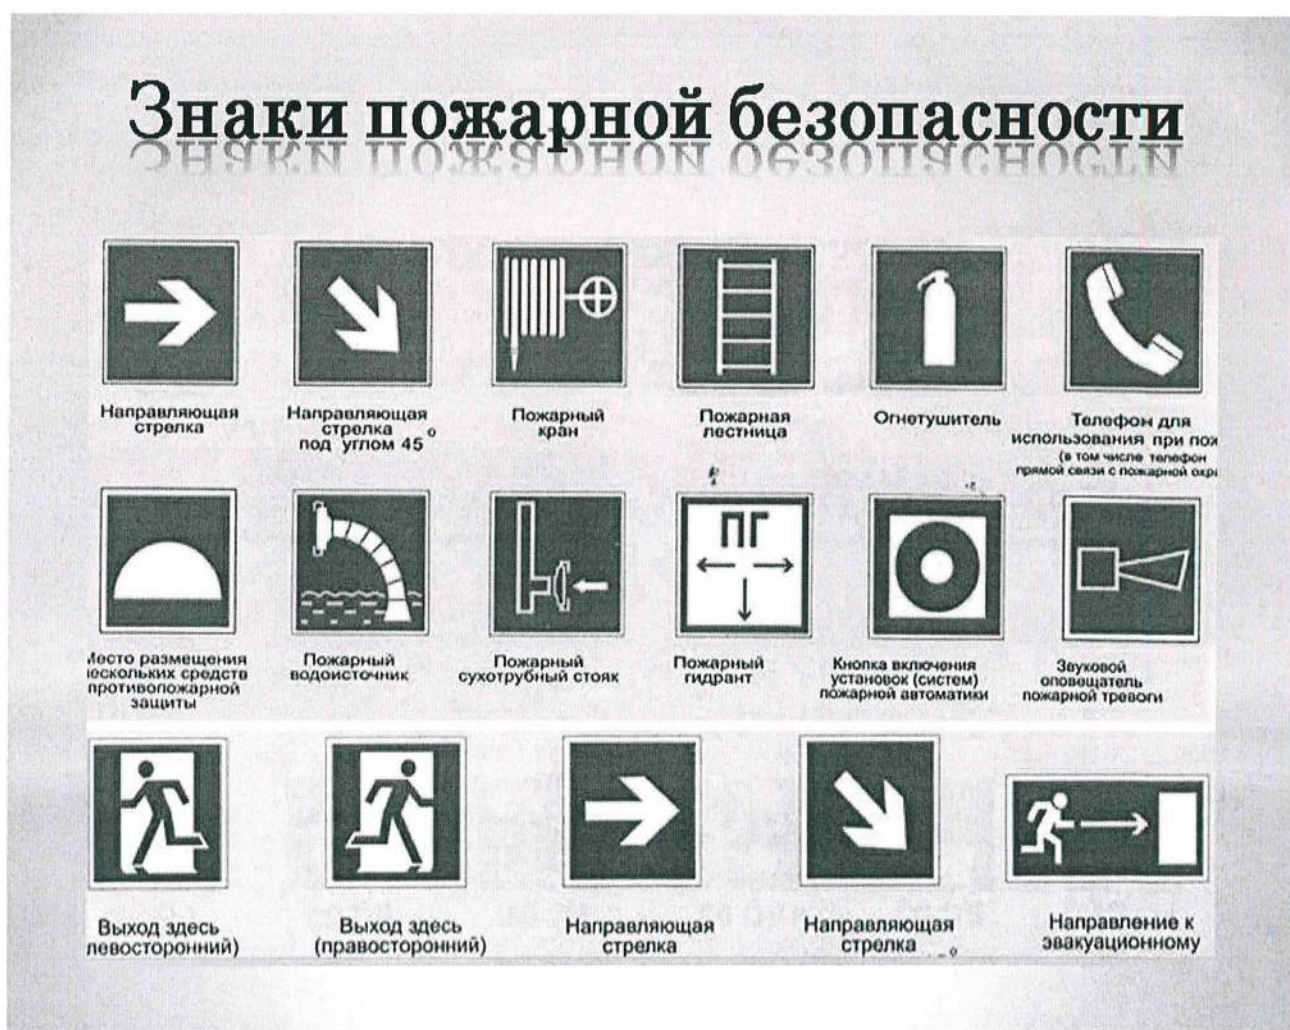 Знаки пожарной безопасности
Направляющая
стрелка
Направляющая
стрелка
под углом 45°
Пожарный
кран
Пожарная
лестница
Огнетушитель
Телефон для
использования при пож
(в том числе телефон
прямой связи с пожарной охра
Место размещения
нескольких средств
противопожарной
защиты
Пожарный
водоисточник
Пожарный
сухотрубный стояк
ПГ
Пожарный
гидрант
Кнопка включения
установок (систем)
пожарной автоматики
Звуковой
оповещатель
пожарной тревоги
Выход здесь
левосторонний)
Выход здесь
(правосторонний)
Направляющая
стрелка
Направляющая
стрелка
Направление к
эвакуационному